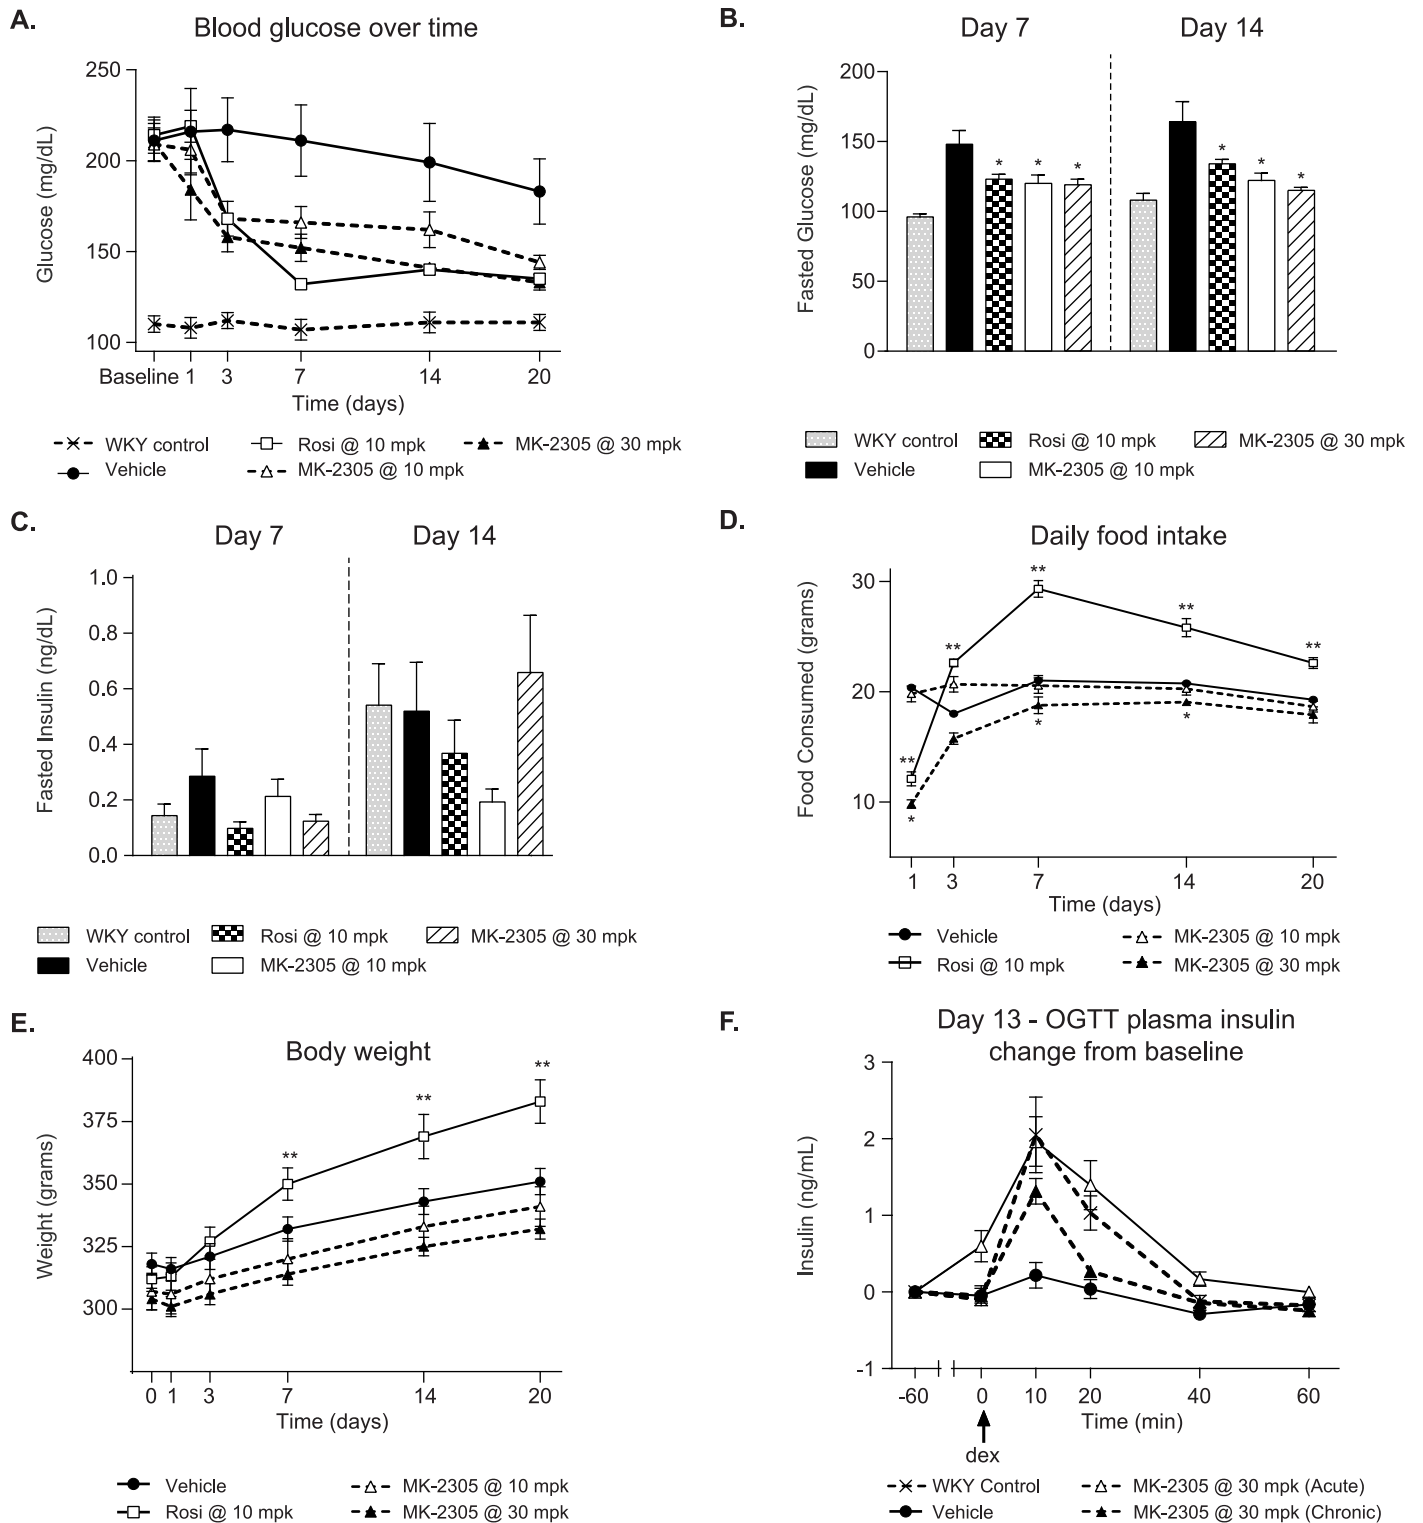 A.
Blood glucose over time
Glucose (mg/dL)
250
200
150
100
Baseline 1 3 7 14 20
Time (days)
WKY control
Rosi @ 10 mpk
MK-2305 @ 30 mpk
Vehicle
MK-2305 @ 10 mpk
B.
Day 7
Day 14
Fasted Glucose (mg/dL)
200
150
100
50
0
* * * * * *
WKY control
Rosi @ 10 mpk
MK-2305 @ 30 mpk
Vehicle
MK-2305 @ 10 mpk
C.
Day 7
Day 14
Fasted Insulin (ng/dL)
1.0
0.8
0.6
0.4
0.2
0.0
WKY control
Rosi @ 10 mpk
MK-2305 @ 30 mpk
Vehicle
MK-2305 @ 10 mpk
D.
Daily food intake
Food Consumed (grams)
30
20
10
** ** ** ** **
* * *
1 3 7 14 20
Time (days)
Vehicle
MK-2305 @ 10 mpk
Rosi @ 10 mpk
MK-2305 @ 30 mpk
E.
Body weight
Weight (grams)
400
375
350
325
300
** ** **
0 1 3 7 14 20
Time (days)
Vehicle
MK-2305 @ 10 mpk
Rosi @ 10 mpk
MK-2305 @ 30 mpk
F.
Day 13 - OGTT plasma insulin
change from baseline
Insulin (ng/mL)
3
2
1
0
-1
-60 0 10 20 40 60
Time (min)
dex
WKY Control
MK-2305 @ 30 mpk (Acute)
Vehicle
MK-2305 @ 30 mpk (Chronic)